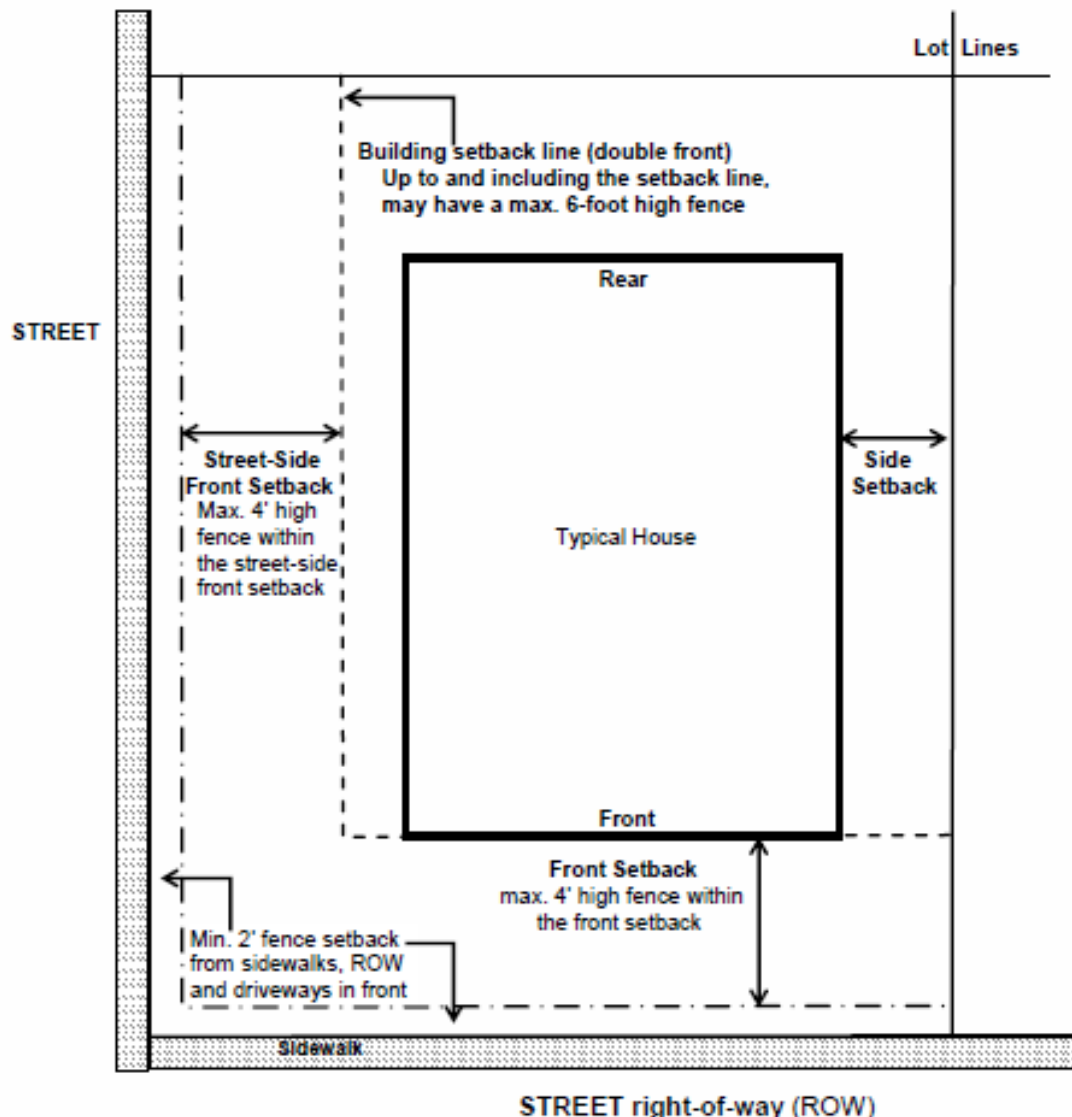 Lot Lines
Building setback line (double front)
Up to and including the setback line,
may have a max. 6-foot high fence
Rear
STREET
Street-Side
Front Setback
Max. 4' high
fence within
the street-side
front setback
Side
Setback
Typical House
Front
Front Setback
max. 4' high fence within
the front setback
Min. 2' fence setback
from sidewalks, ROW
and driveways in front
Sidewalk
STREET right-of-way (ROW)